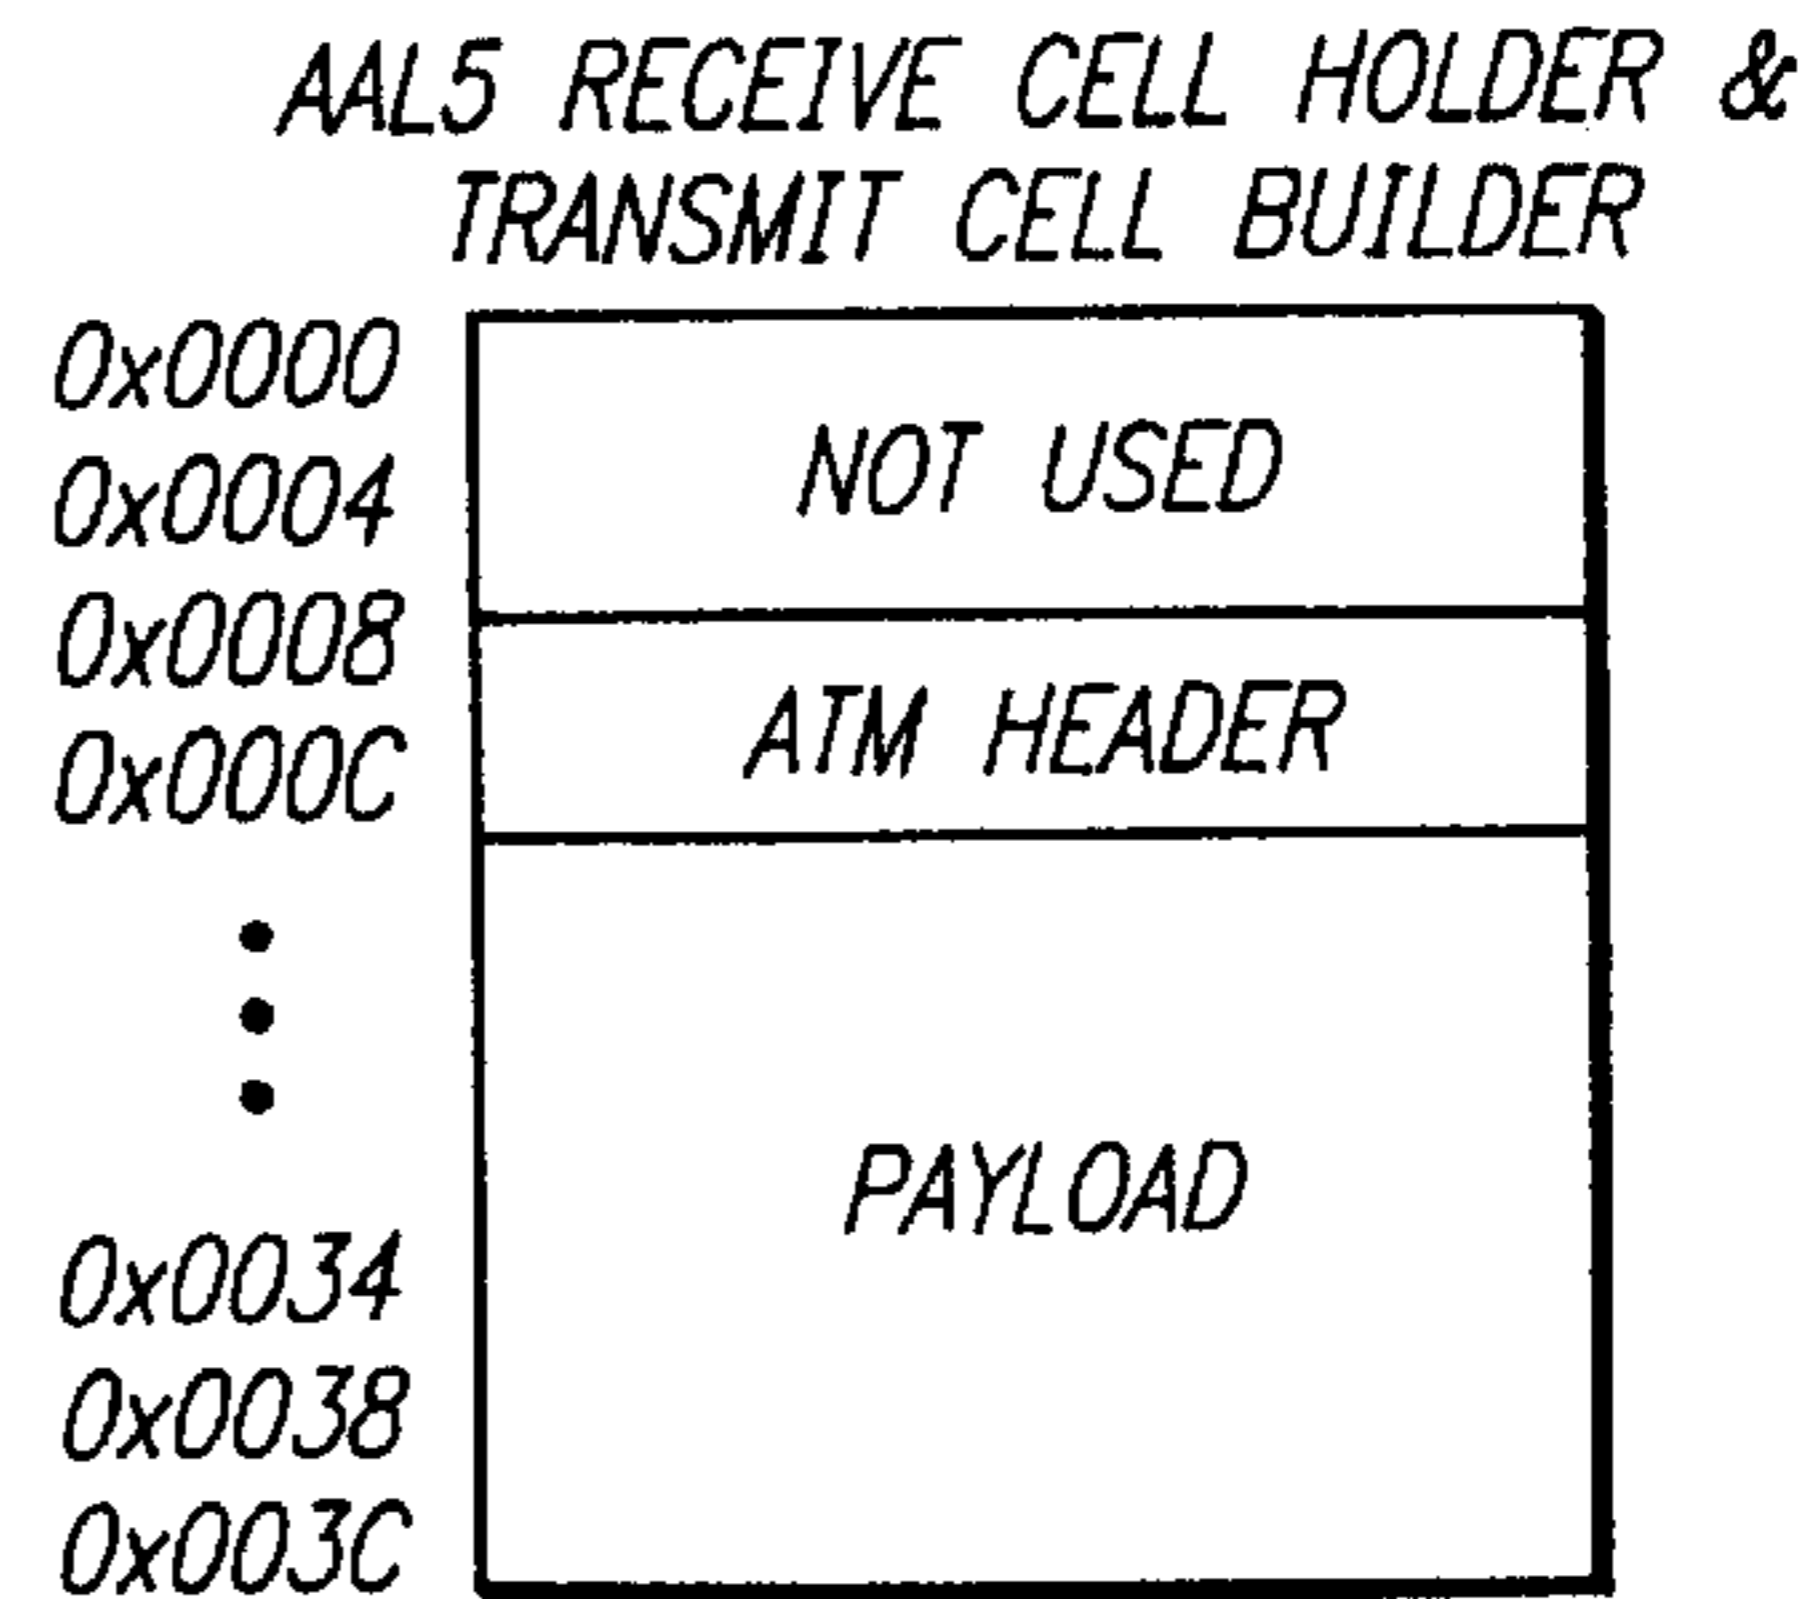 AAL5 RECEIVE CELL HOLDER &
TRANSMIT CELL BUILDER
0x0000
NOT USED
0x0004
0x0008
ATM HEADER
0x000C
PAYLOAD
0x0034
0x0038
0x003C